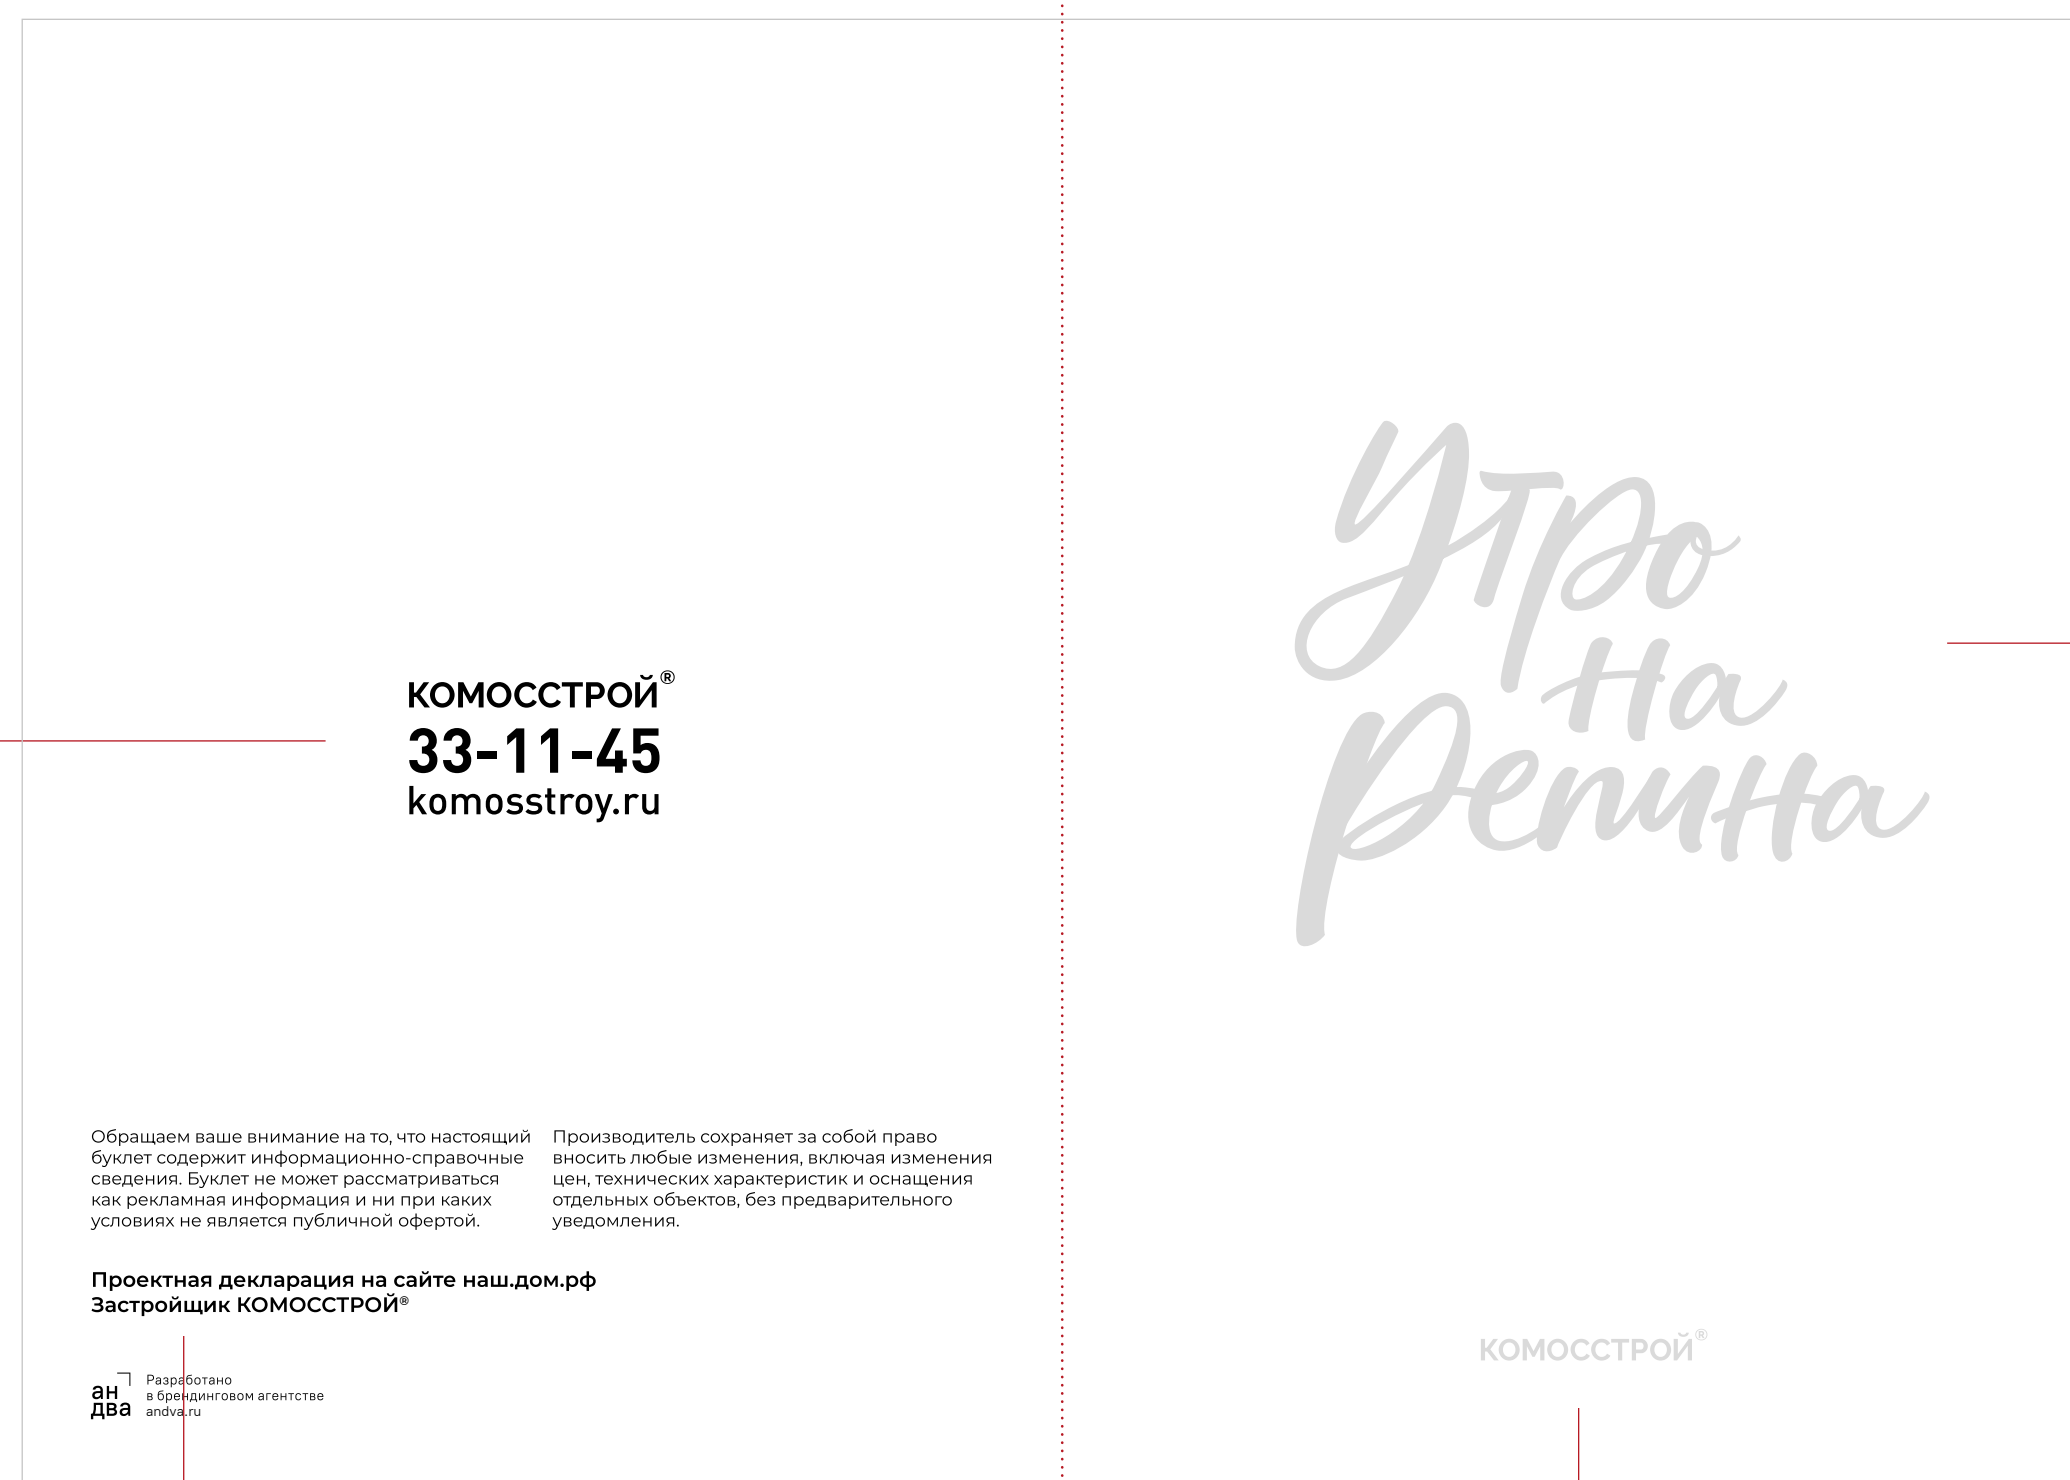 КОМОССТРОЙ®
33-11-45
komosstroy.ru
Обращаем ваше внимание на то, что настоящий
буклет содержит информационно-справочные
сведения. Буклет не может рассматриваться
как рекламная информация и ни при каких
условиях не является публичной офертой.
Производитель сохраняет за собой право
вносить любые изменения, включая изменения
цен, технических характеристик и оснащения
отдельных объектов, без предварительного
уведомления.
Проектная декларация на сайте наш.дом.рф
Застройщик КОМОССТРОЙ®
ан
два
Разработано
в брендинговом агентстве
andva.ru
Утро
на
Репина
КОМОССТРОЙ®